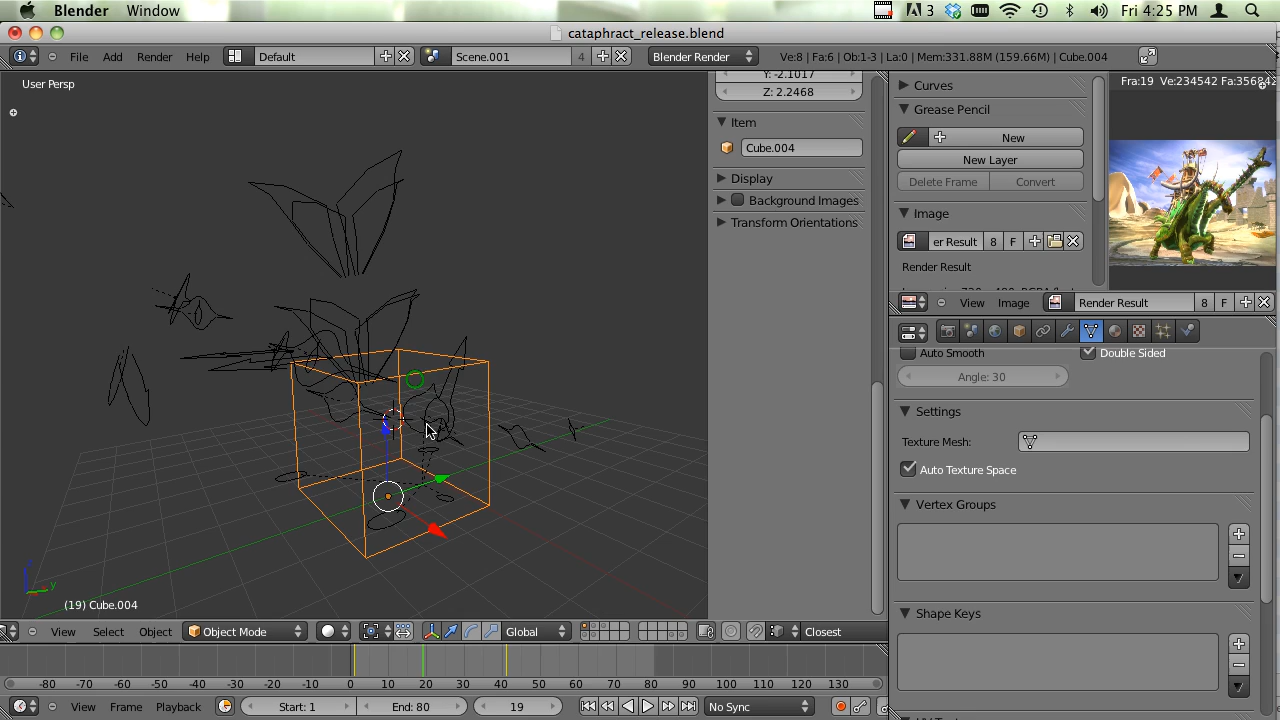 Blender Window 3 Fri 4:25 PM
cataphract_release.blend
File Add Render Help Default Scene.001 4 Blender Render Ve:8 | Fa:6 | Ob:1-3 | La:0 | Mem:331.88M (159.66M) | Cube.004
User Persp
Y: -2.1017
Z: 2.2468
Item
Cube.004
Display
Background Images
Transform Orientations
Curves
Grease Pencil
New
New Layer
Delete Frame Convert
Image
er Result 8 F
Render Result
Fra:19 Ve:234542 Fa:356842
View Image Render Result 8 F
Auto Smooth Double Sided
Angle: 30
Settings
Texture Mesh:
Auto Texture Space
Vertex Groups
Shape Keys
y
(19) Cube.004
View Select Object Object Mode Global Closest
-80 -70 -60 -50 -40 -30 -20 -10 0 10 20 30 40 50 60 70 80 90 100 110 120 130
View Frame Playback Start: 1 End: 80 19 No Sync